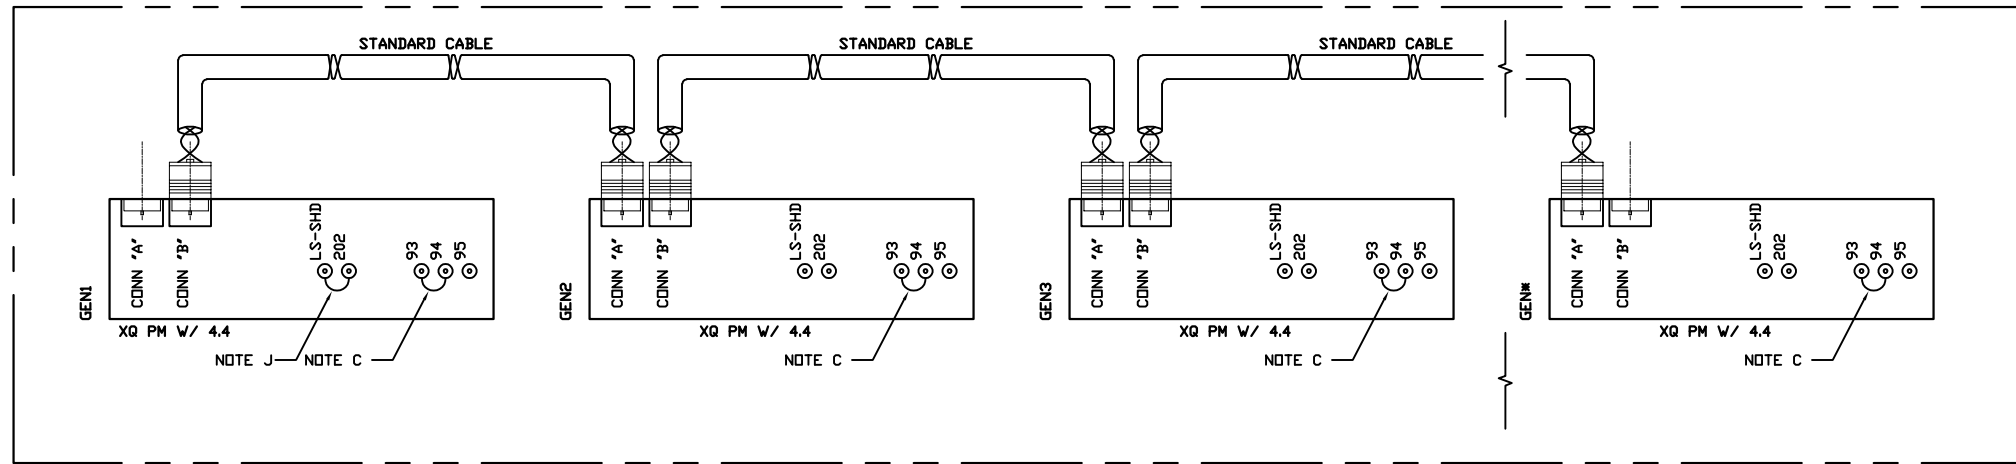 STANDARD CABLE
STANDARD CABLE
STANDARD CABLE
GEN1
CONN "A"
CONN "B"
LS-SHD
202
93
94
95
XQ PM W/ 4.4
NOTE J
NOTE C
GEN2
CONN "A"
CONN "B"
LS-SHD
202
93
94
95
XQ PM W/ 4.4
NOTE C
GEN3
CONN "A"
CONN "B"
LS-SHD
202
93
94
95
XQ PM W/ 4.4
NOTE C
GEN*
CONN "A"
CONN "B"
LS-SHD
202
93
94
95
XQ PM W/ 4.4
NOTE C